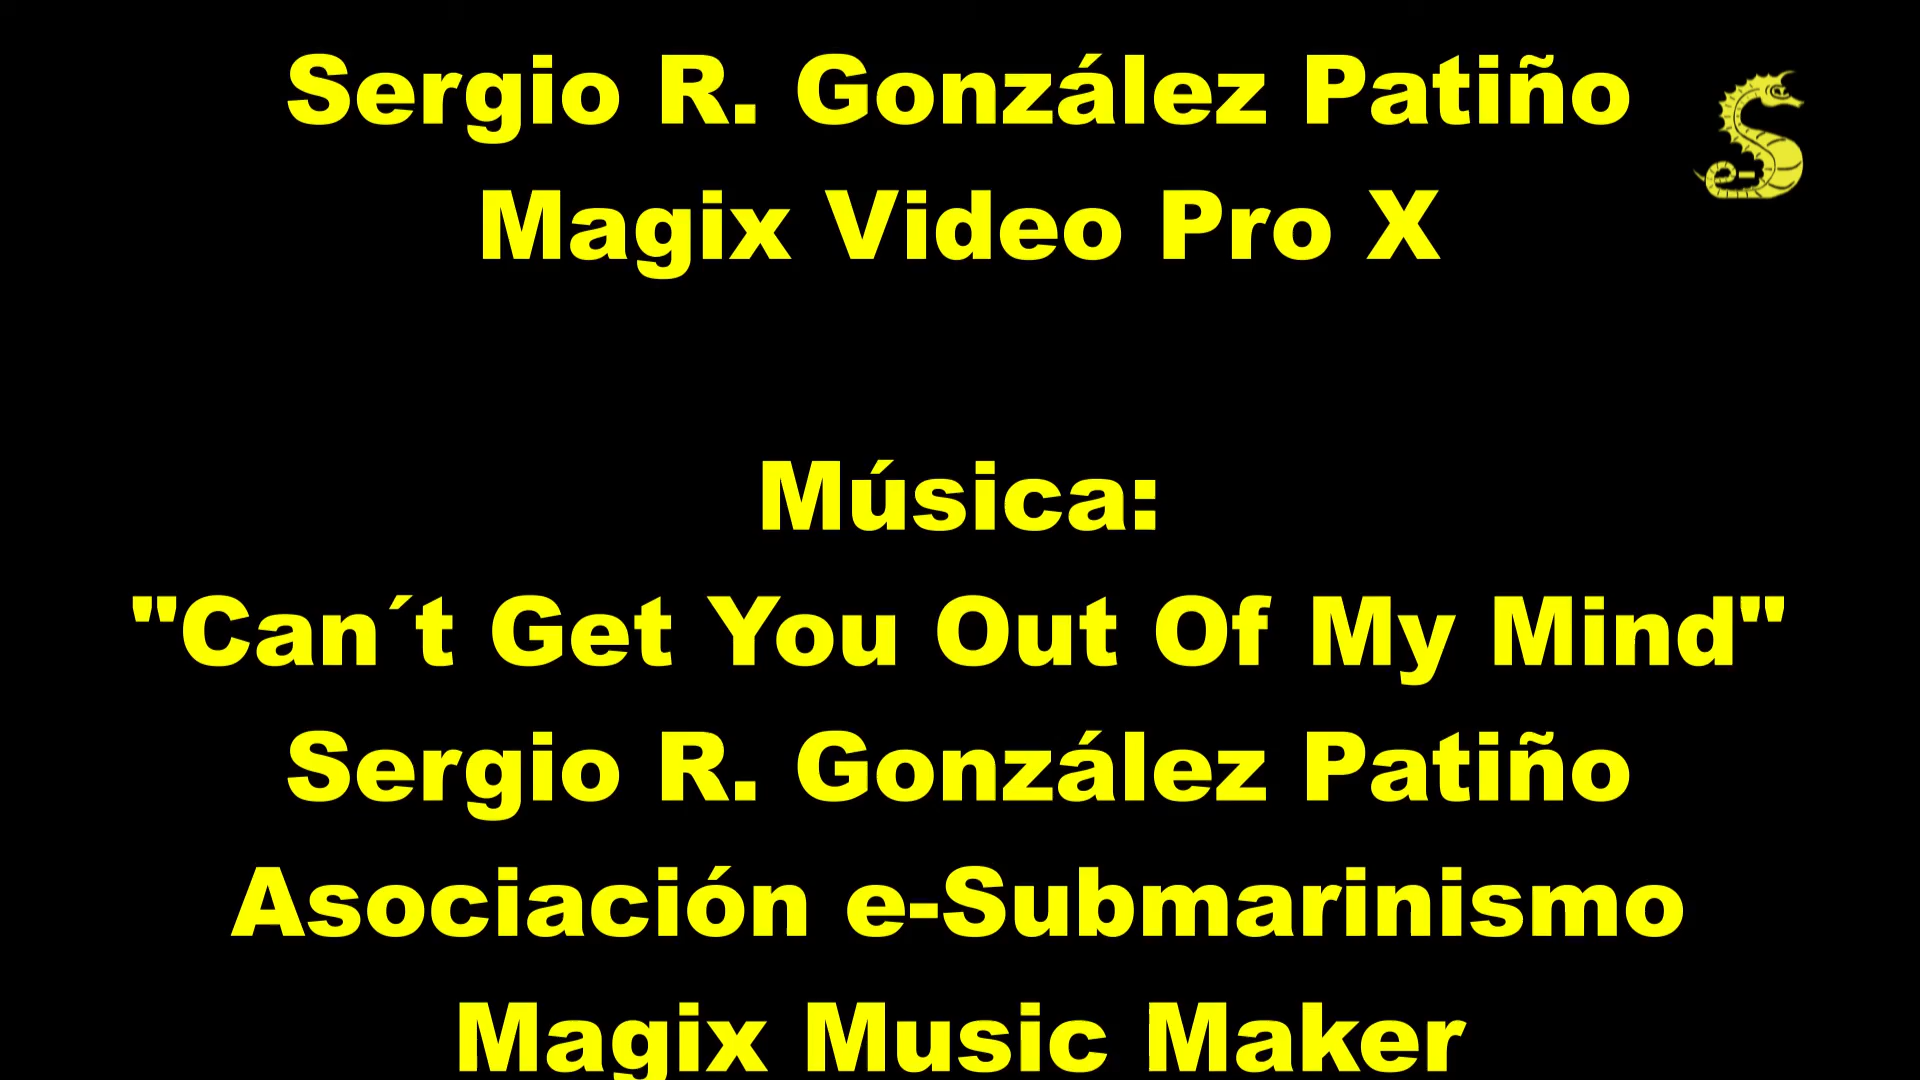 Sergio R. González Patiño
Magix Video Pro X
Música:
"Can´t Get You Out Of My Mind"
Sergio R. González Patiño
Asociación e-Submarinismo
Magix Music Maker